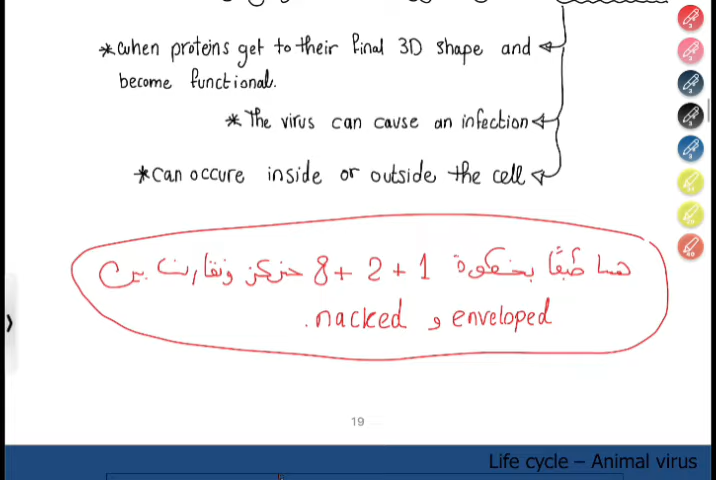 *when proteins get to their final 3D shape and
become functional.
*The virus can cause an infection
*can occure inside or outside the cell
هسا طبقًا بخطوة 1 + 2 + 8 حنركز ونقارن بين
nacked و enveloped.
19
Life cycle – Animal virus